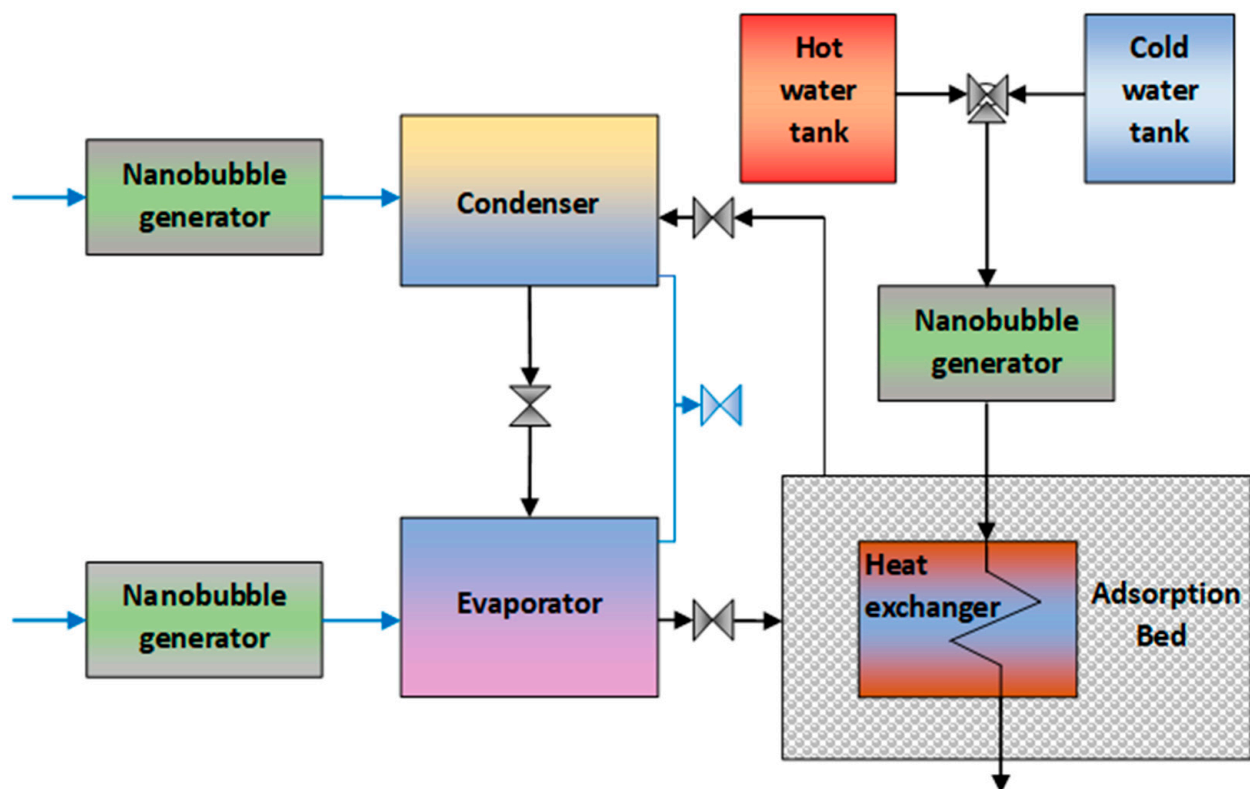 Hot
water
tank
Cold
water
tank
Nanobubble
generator
Condenser
Nanobubble
generator
Nanobubble
generator
Evaporator
Heat
exchanger
Adsorption
Bed